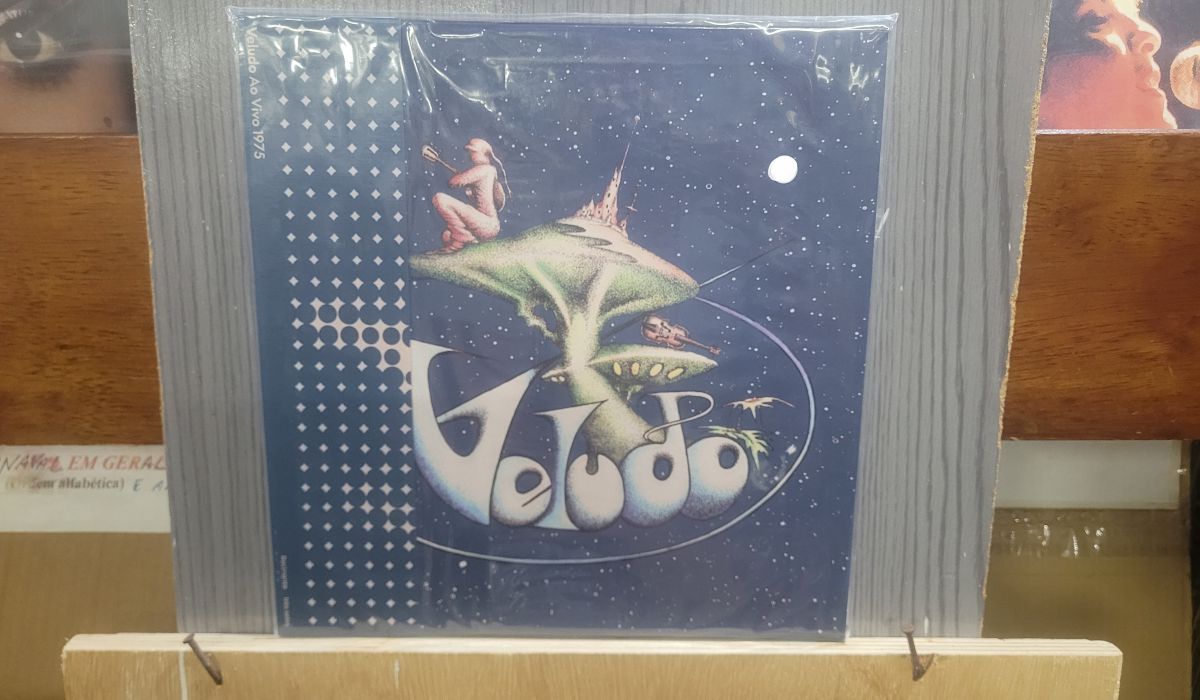 Veludo Ao Vivo 1975
Veludo
NAVAL EM GERAL
alfabética) E